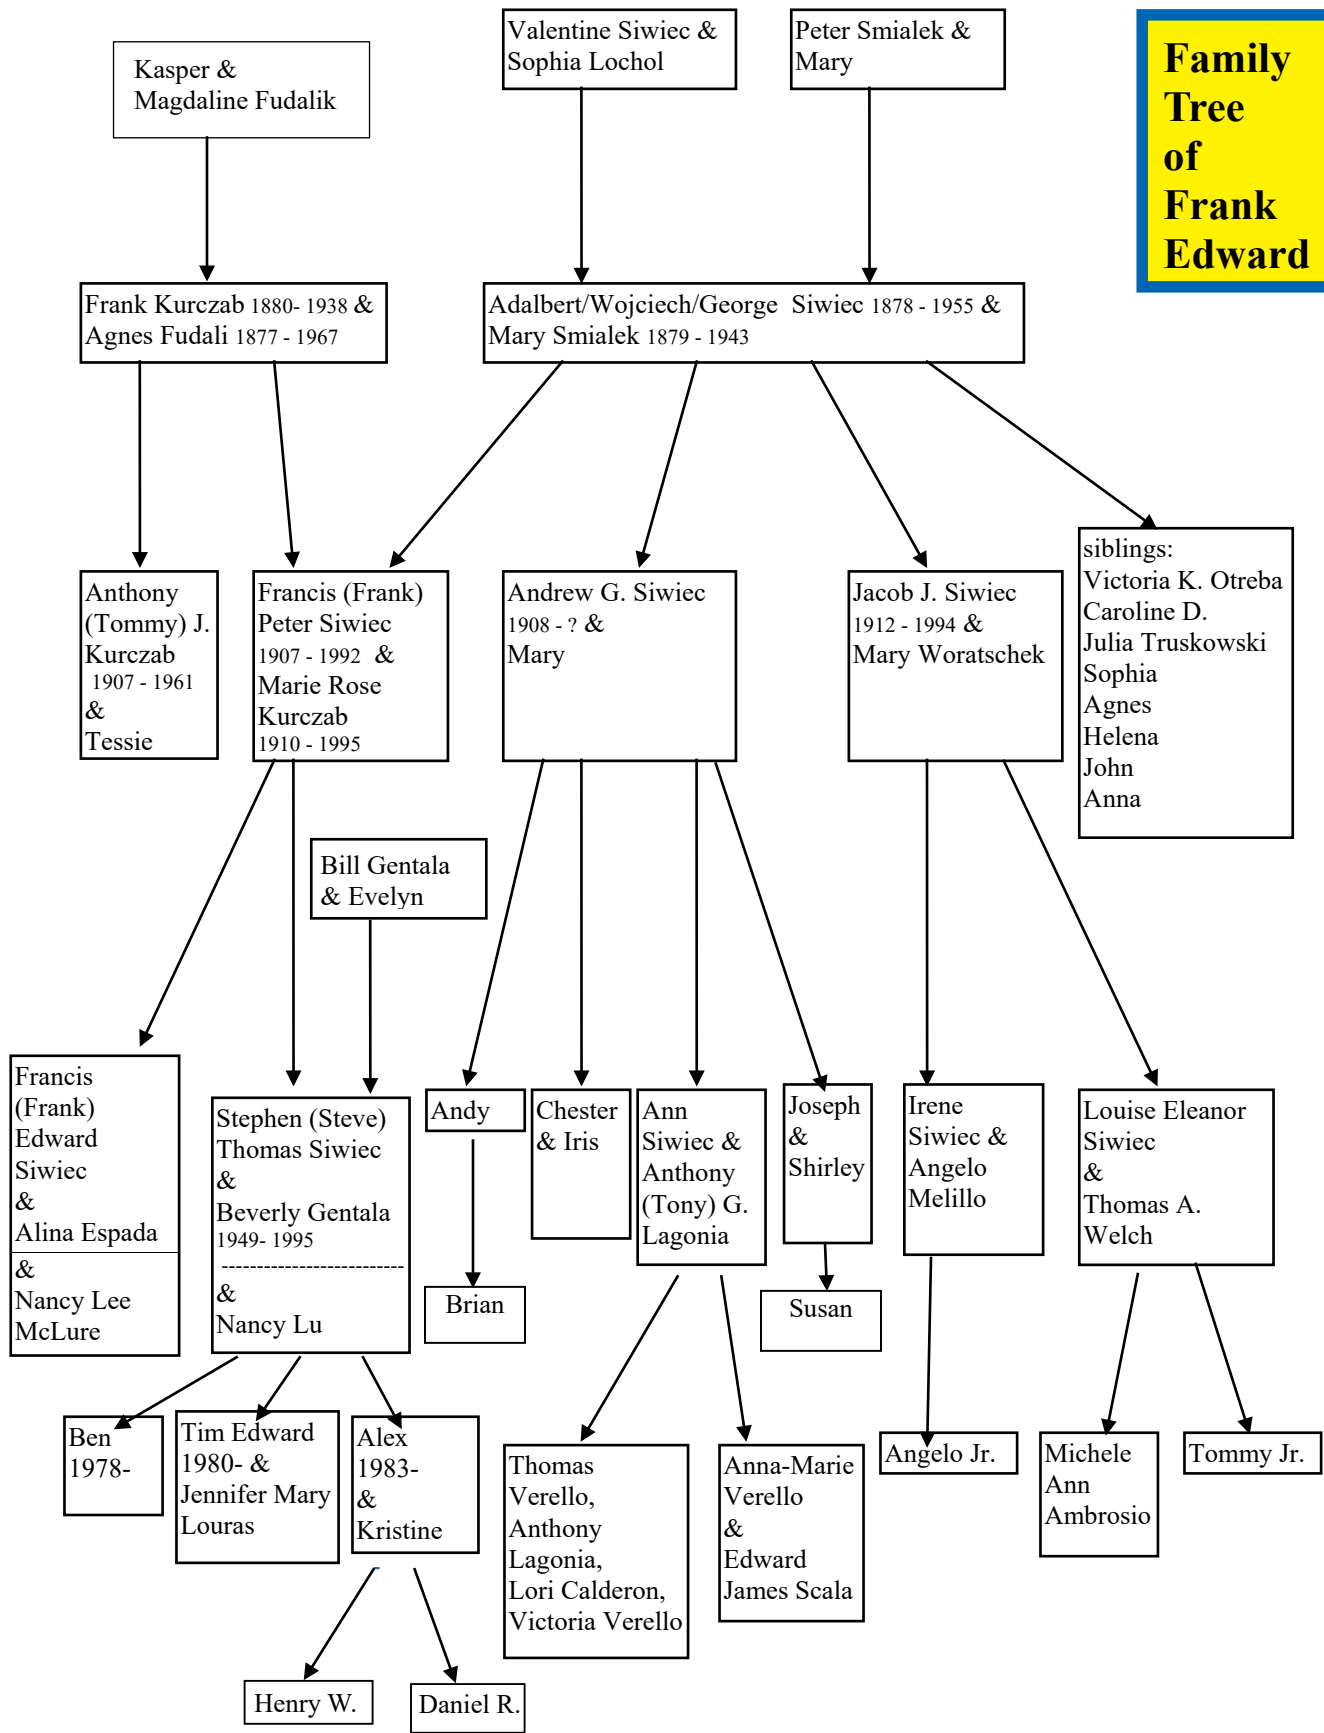 Valentine Siwiec &
Sophia Lochol
Peter Smialek &
Mary
Family
Tree
of
Frank
Edward
Kasper &
Magdaline Fudalik
Frank Kurczab 1880- 1938 &
Agnes Fudali 1877 - 1967
Adalbert/Wojciech/George  Siwiec 1878 - 1955 &
Mary Smialek 1879 - 1943
Anthony
(Tommy) J.
Kurczab
1907 - 1961
&
Tessie
Francis (Frank)
Peter Siwiec
1907 - 1992  &
Marie Rose
Kurczab
1910 - 1995
Andrew G. Siwiec
1908 - ? &
Mary
Jacob J. Siwiec
1912 - 1994 &
Mary Woratschek
siblings:
Victoria K. Otreba
Caroline D.
Julia Truskowski
Sophia
Agnes
Helena
John
Anna
Bill Gentala
& Evelyn
Francis
(Frank)
Edward
Siwiec
&
Alina Espada
&
Nancy Lee
McLure
Stephen (Steve)
Thomas Siwiec
&
Beverly Gentala
1949- 1995
--------------------------
&
Nancy Lu
Andy
Chester
& Iris
Ann
Siwiec &
Anthony
(Tony) G.
Lagonia
Joseph
&
Shirley
Irene
Siwiec &
Angelo
Melillo
Louise Eleanor
Siwiec
&
Thomas A.
Welch
Brian
Susan
Ben
1978-
Tim Edward
1980- &
Jennifer Mary
Louras
Alex
1983-
&
Kristine
Thomas
Verello,
Anthony
Lagonia,
Lori Calderon,
Victoria Verello
Anna-Marie
Verello
&
Edward
James Scala
Angelo Jr.
Michele
Ann
Ambrosio
Tommy Jr.
Henry W.
Daniel R.